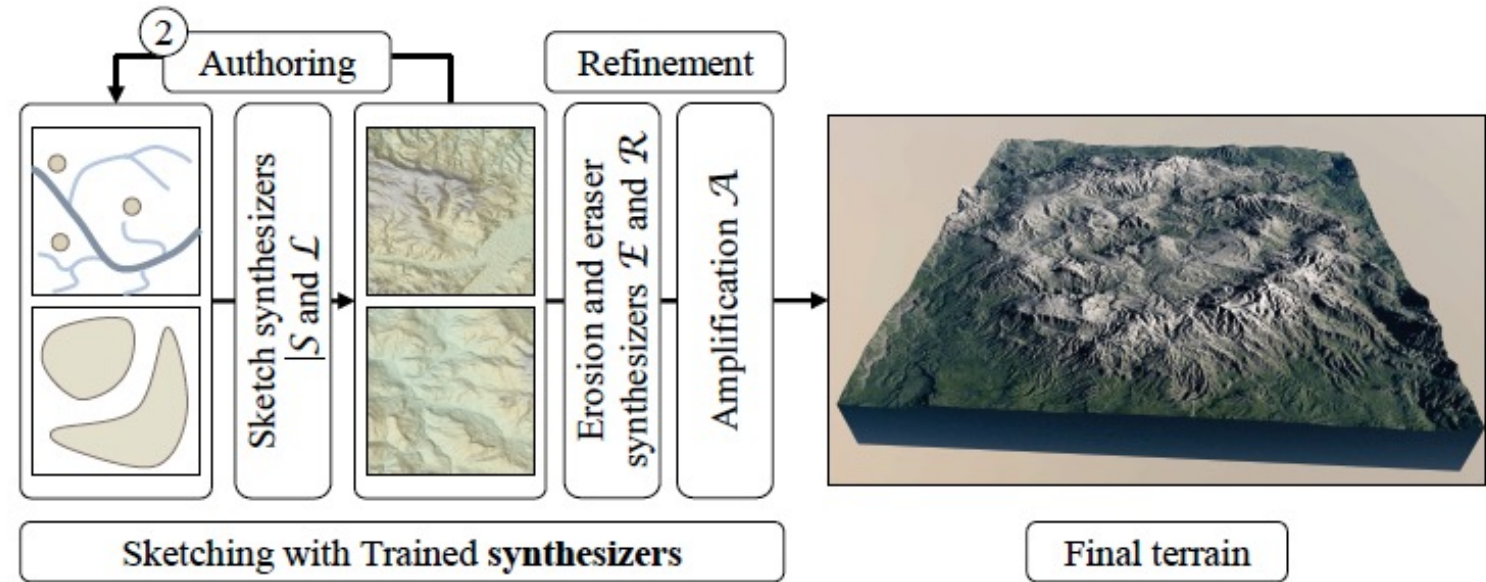 2
Authoring
Refinement
Sketch synthesizers
|S and ℒ
Erosion and eraser
synthesizers ℰ and ℛ
Amplification 𝒜
Sketching with Trained synthesizers
Final terrain